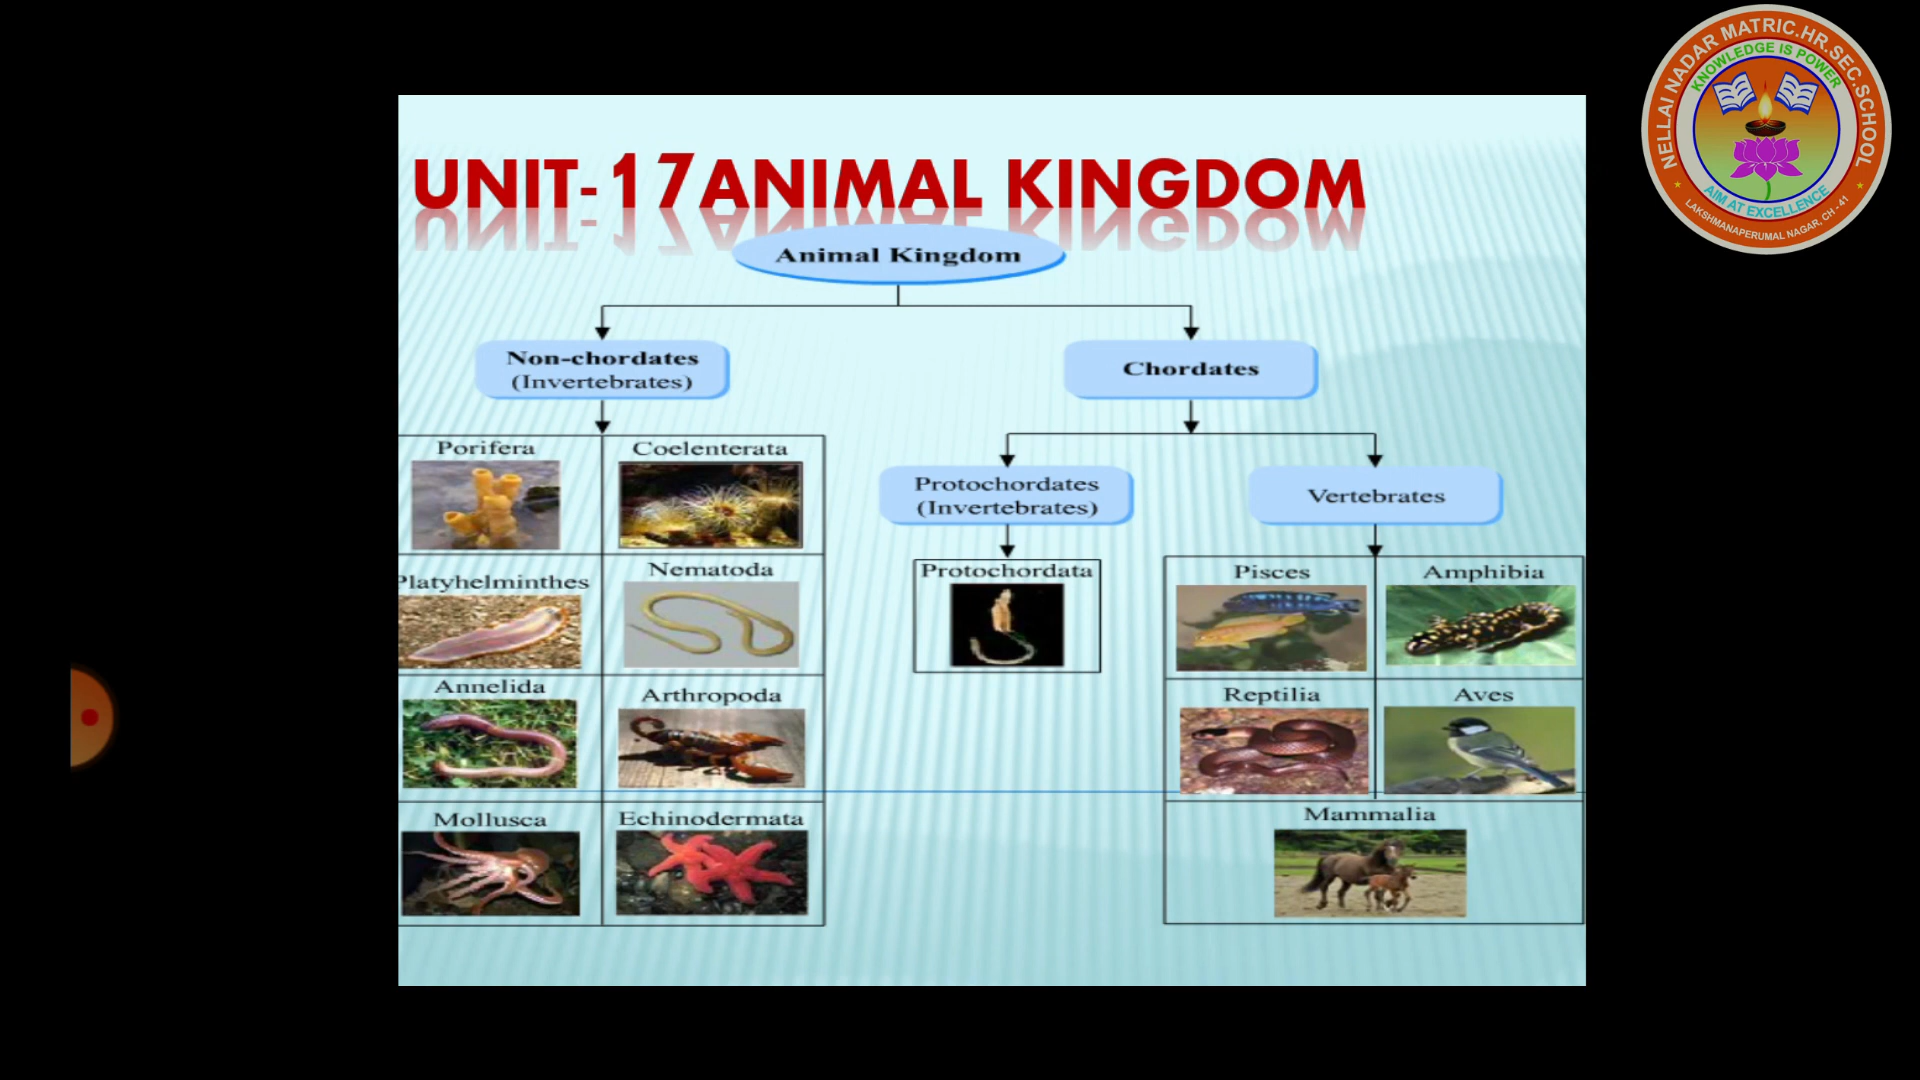 UNIT-17ANIMAL KINGDOM
Animal Kingdom
Non-chordates
(Invertebrates)
Chordates
Porifera
Coelenterata
Protochordates
(Invertebrates)
Vertebrates
Platyhelminthes
Nematoda
Protochordata
Pisces
Amphibia
Annelida
Arthropoda
Reptilia
Aves
Mollusca
Echinodermata
Mammalia
NELLAI NADAR MATRIC.HR.SEC.SCHOOL
KNOWLEDGE IS POWER
AIM AT EXCELLENCE
LAKSHMANAPERUMAL NAGAR, CH - 41